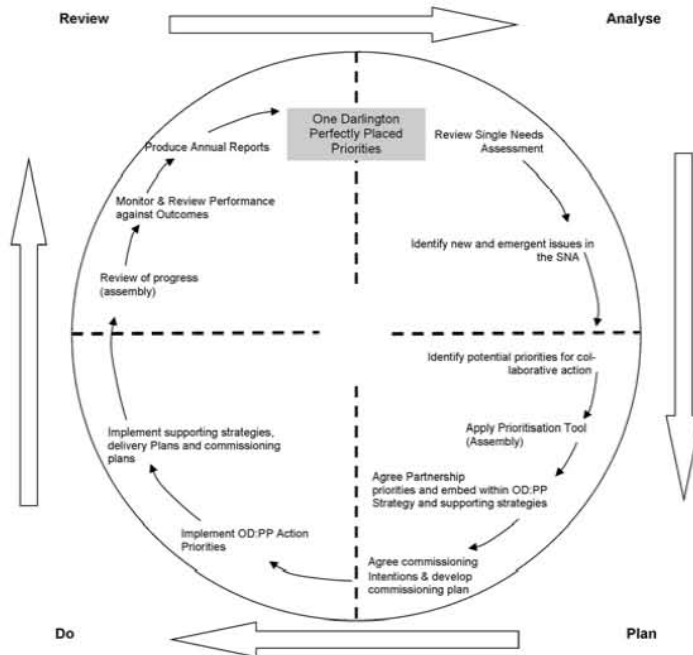 Review
Analyse
One Darlington
Perfectly Placed
Priorities
Review Single Needs
Assessment
Identify new and emergent issues in
the SNA
Identify potential priorities for col-
laborative action
Apply Prioritisation Tool
(Assembly)
Agree Partnership
priorities and embed within OD:PP
Strategy and supporting strategies
Agree commissioning
Intentions & develop
commissioning plan
Implement OD:PP Action
Priorities
Implement supporting strategies,
delivery Plans and commissioning
plans
Review of progress
(assembly)
Monitor & Review Performance
against Outcomes
Produce Annual Reports
Do
Plan